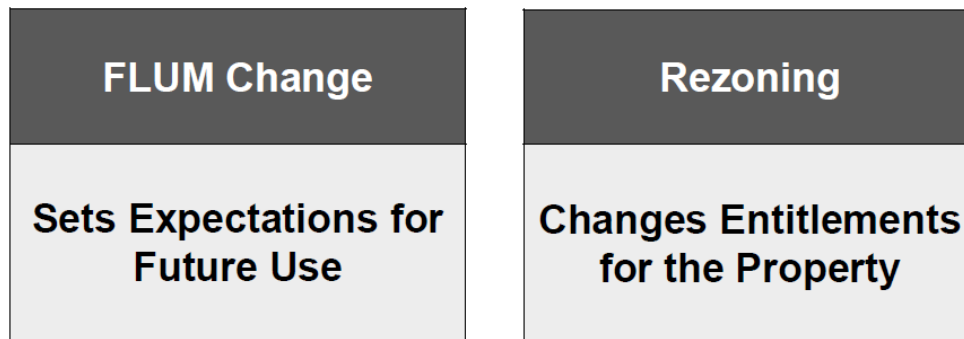 FLUM Change
Sets Expectations for
Future Use
Rezoning
Changes Entitlements
for the Property